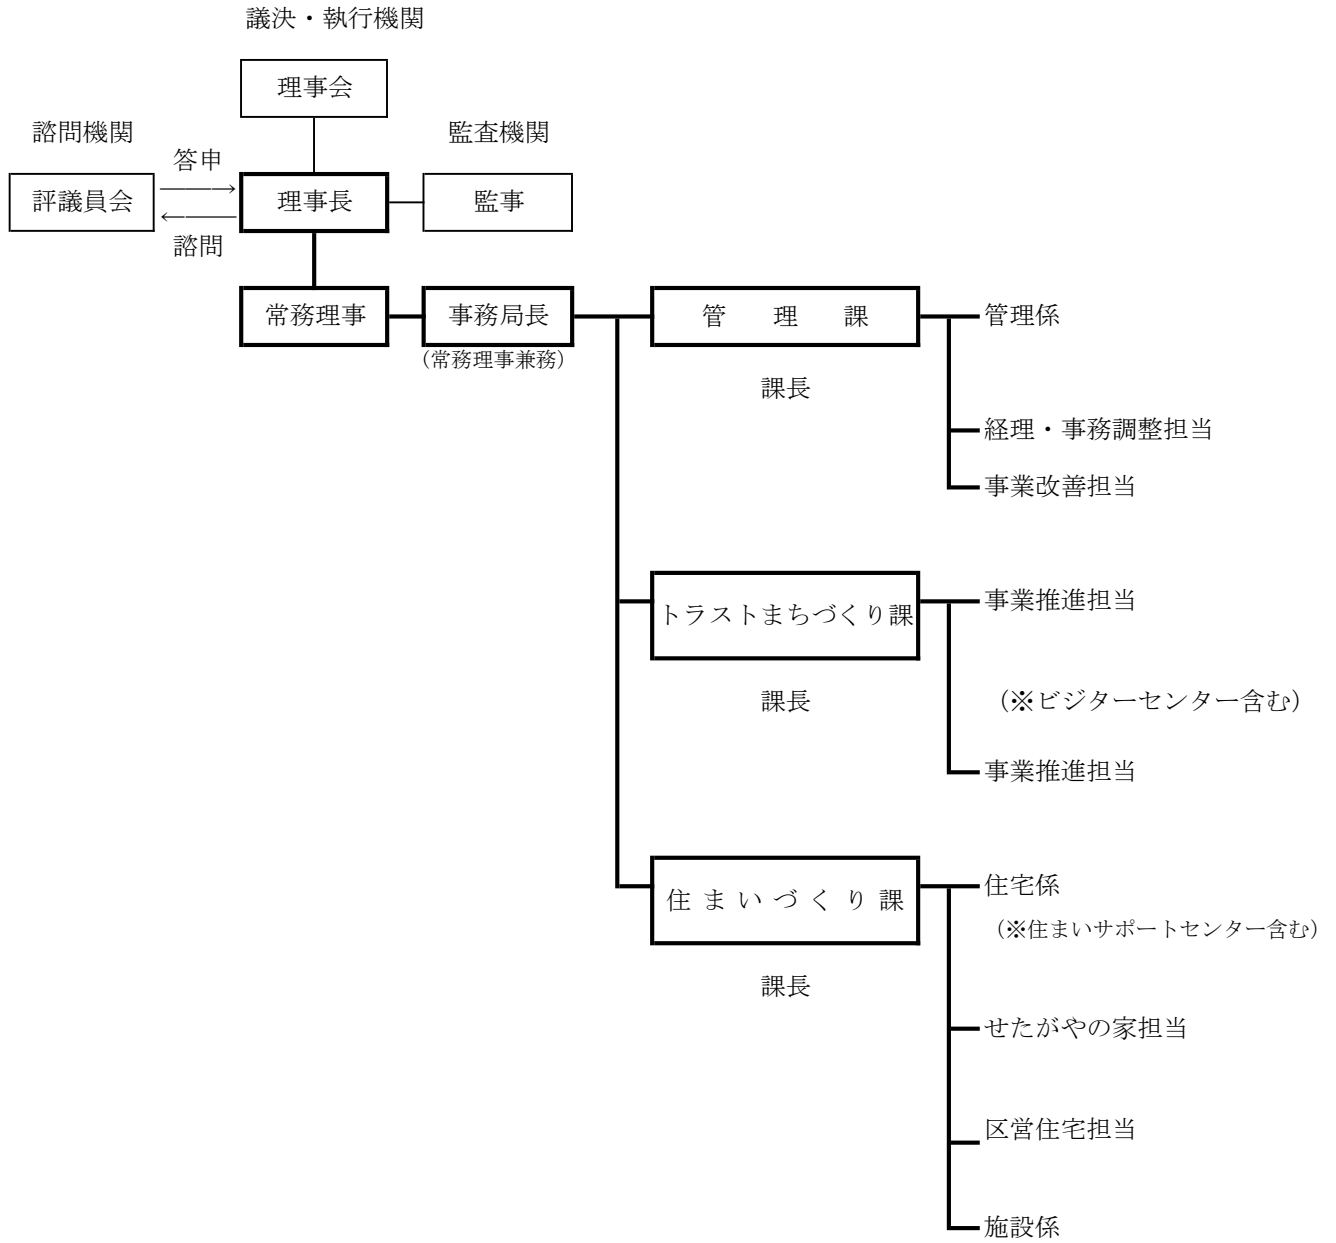 議決・執行機関
理事会
諮問機関
監査機関
答申
評議員会
理事長
監事
諮問
常務理事
事務局長
(常務理事兼務)
管 理 課
課長
管理係
経理・事務調整担当
事業改善担当
トラストまちづくり課
課長
事業推進担当
(※ビジターセンター含む)
事業推進担当
住まいづくり課
課長
住宅係
(※住まいサポートセンター含む)
せたがやの家担当
区営住宅担当
施設係